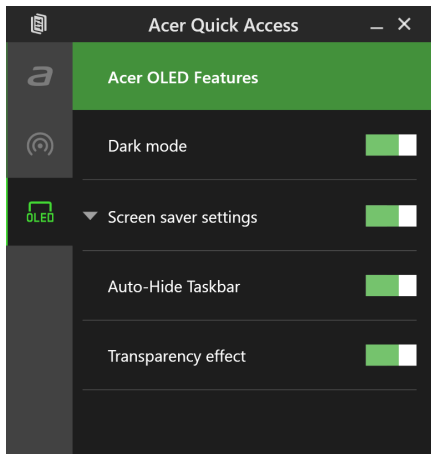 Acer Quick Access
Acer OLED Features
Dark mode
OLED
Screen saver settings
Auto-Hide Taskbar
Transparency effect